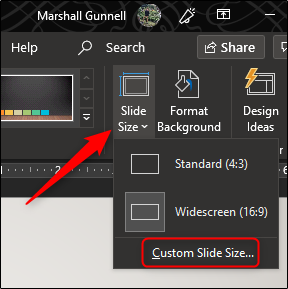 Marshall Gunnell
Help Search Share
Slide Size
Format Background
Design Ideas
Standard (4:3)
Widescreen (16:9)
Custom Slide Size...